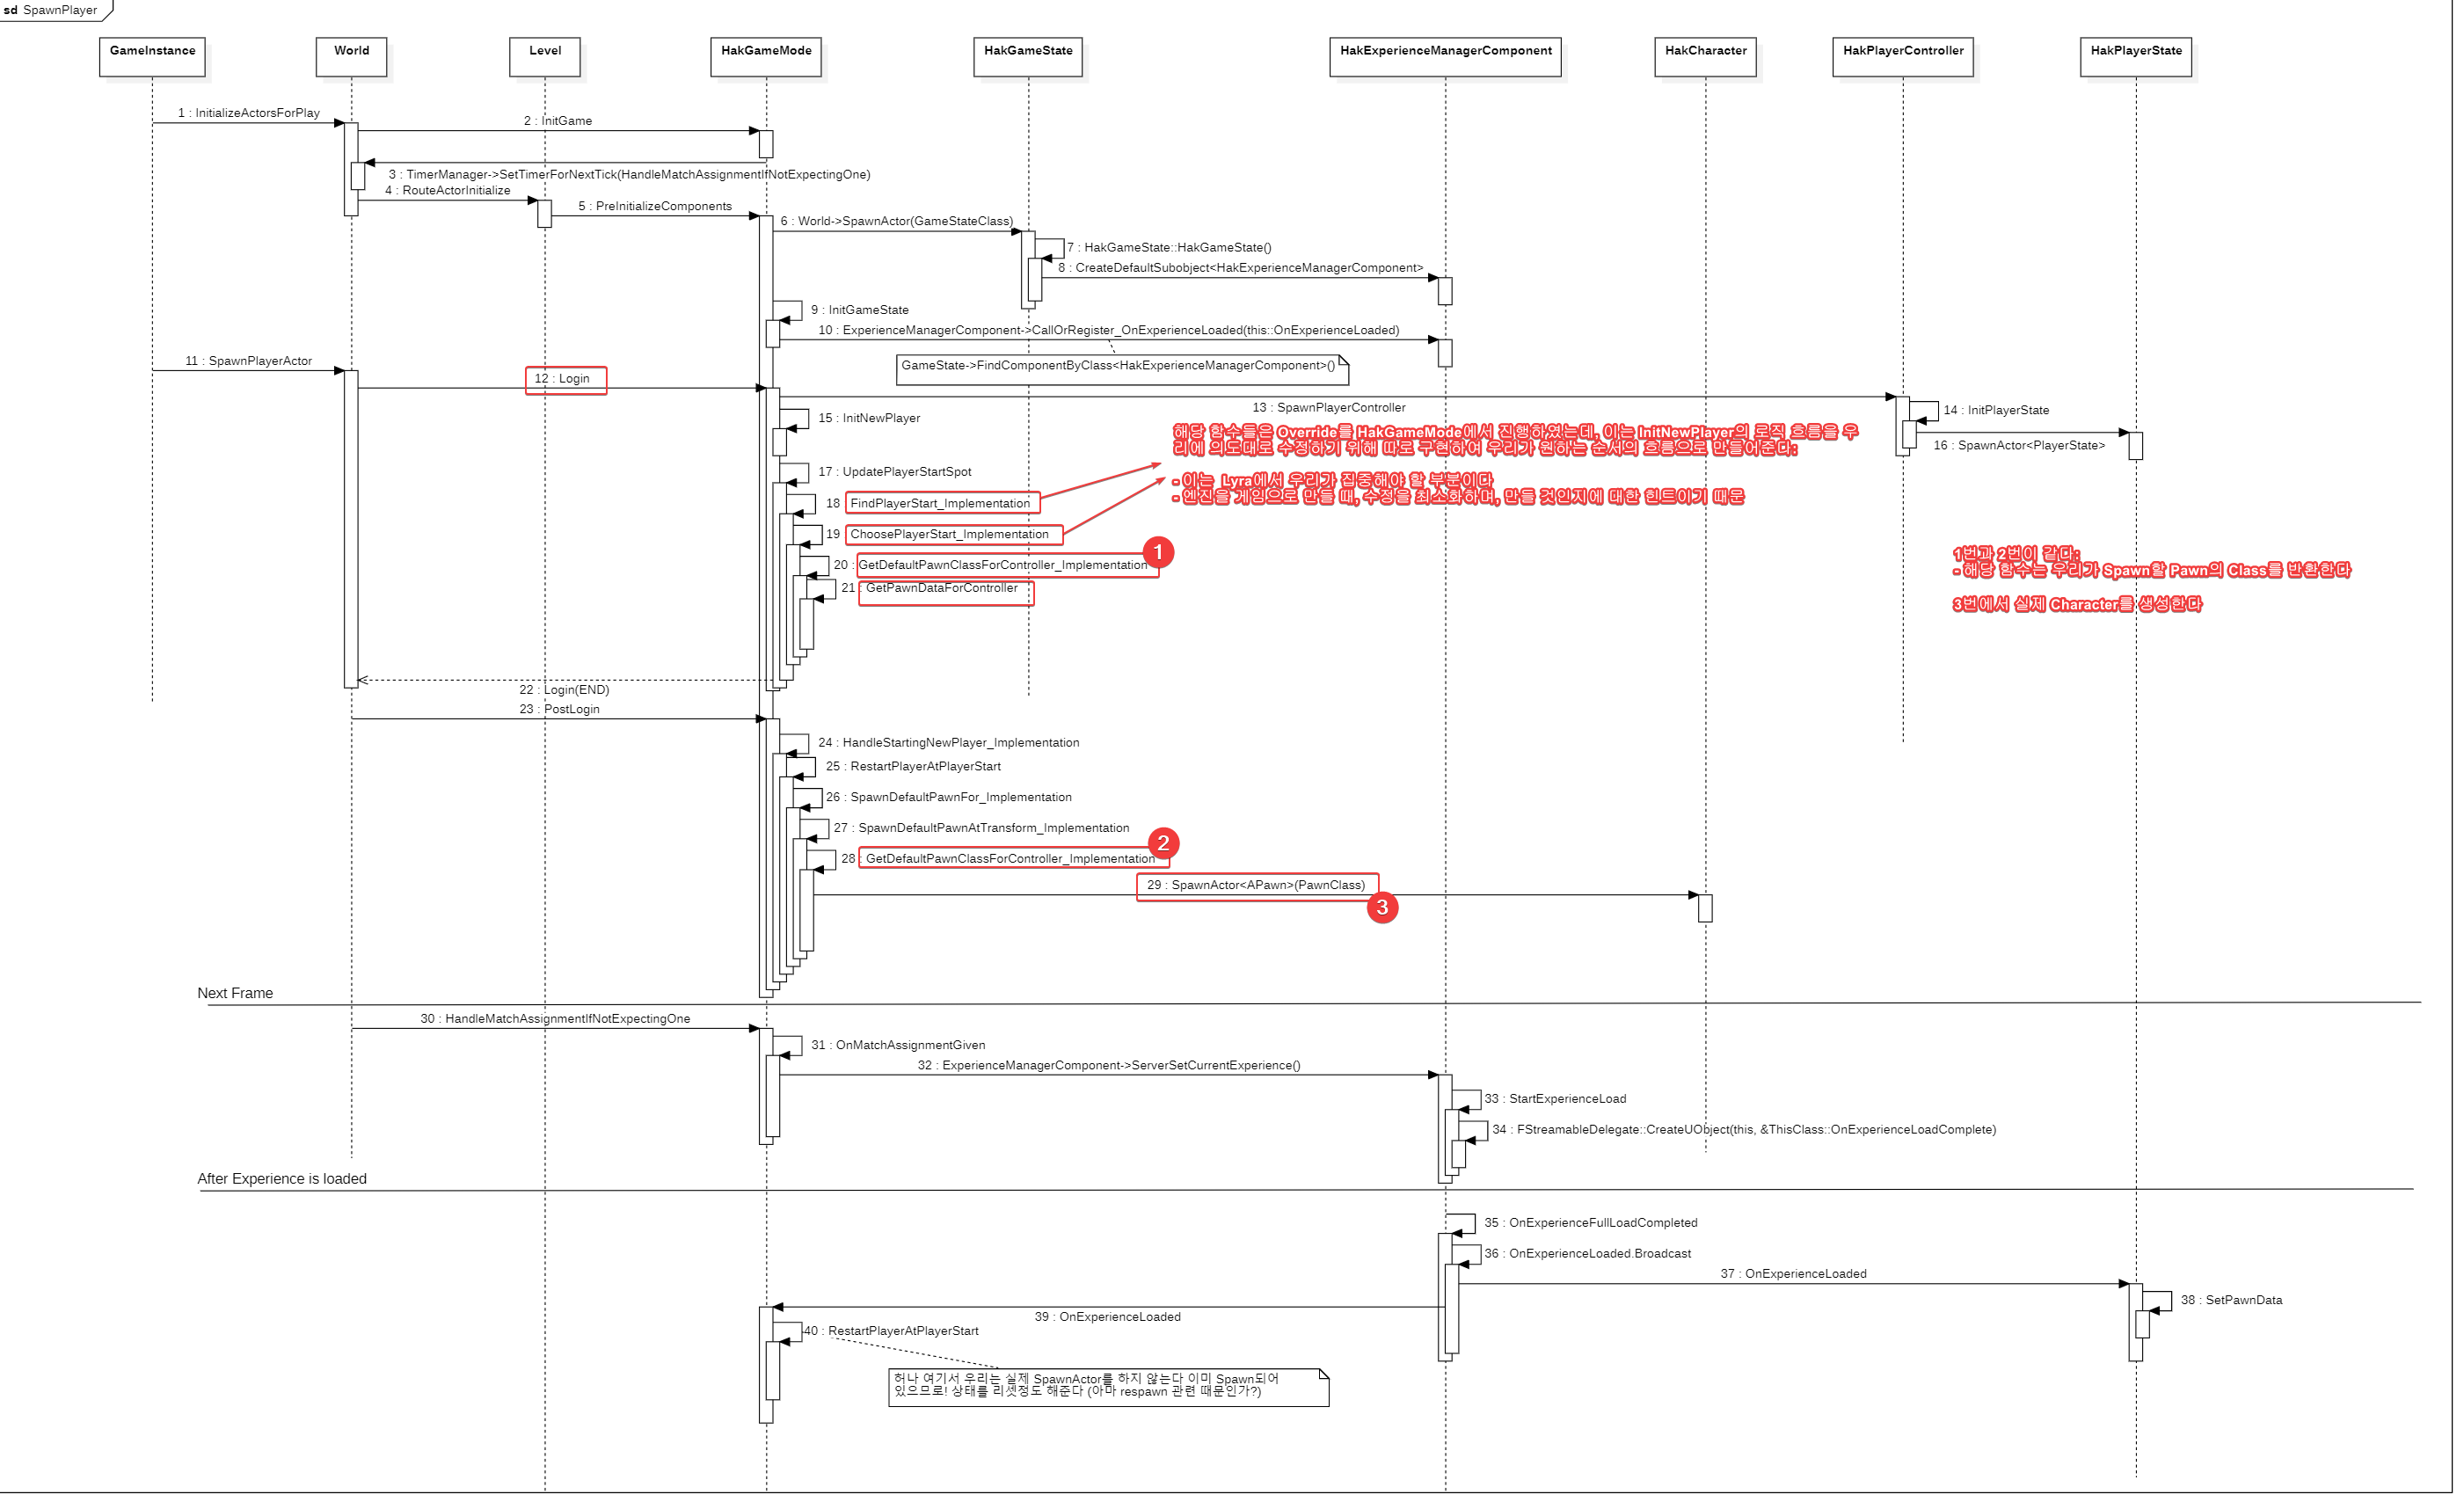 sd SpawnPlayer
GameInstance
World
Level
HakGameMode
HakGameState
HakExperienceManagerComponent
HakCharacter
HakPlayerController
HakPlayerState
1 : InitializeActorsForPlay
2 : InitGame
3 : TimerManager->SetTimerForNextTick(HandleMatchAssignmentIfNotExpectingOne)
4 : RouteActorInitialize
5 : PreInitializeComponents
6 : World->SpawnActor(GameStateClass)
7 : HakGameState::HakGameState()
8 : CreateDefaultSubobject<HakExperienceManagerComponent>
9 : InitGameState
10 : ExperienceManagerComponent->CallOrRegister_OnExperienceLoaded(this::OnExperienceLoaded)
GameState->FindComponentByClass<HakExperienceManagerComponent>()
11 : SpawnPlayerActor
12 : Login
13 : SpawnPlayerController
14 : InitPlayerState
15 : InitNewPlayer
16 : SpawnActor<PlayerState>
해당 함수들은 Override를 HakGameMode에서 진행하였는데, 이는 InitNewPlayer의 로직 흐름을 우
리에 의도대로 수정하기 위해 따로 구현하여 우리가 원하는 순서의 흐름으로 만들어준다:
- 이는 Lyra에서 우리가 집중해야 할 부분이다
- 엔진을 게임으로 만들 때, 수정을 최소화하며, 만들 것인지에 대한 힌트이기 때문
17 : UpdatePlayerStartSpot
18 : FindPlayerStart_Implementation
19 : ChoosePlayerStart_Implementation
1
20 : GetDefaultPawnClassForController_Implementation
21 : GetPawnDataForController
1번과 2번이 같다:
- 해당 함수는 우리가 Spawn할 Pawn의 Class를 반환한다
3번에서 실제 Character를 생성한다
22 : Login(END)
23 : PostLogin
24 : HandleStartingNewPlayer_Implementation
25 : RestartPlayerAtPlayerStart
26 : SpawnDefaultPawnFor_Implementation
27 : SpawnDefaultPawnAtTransform_Implementation
2
28 : GetDefaultPawnClassForController_Implementation
29 : SpawnActor<APawn>(PawnClass)
3
Next Frame
30 : HandleMatchAssignmentIfNotExpectingOne
31 : OnMatchAssignmentGiven
32 : ExperienceManagerComponent->ServerSetCurrentExperience()
33 : StartExperienceLoad
34 : FStreamableDelegate::CreateUObject(this, &ThisClass::OnExperienceLoadComplete)
After Experience is loaded
35 : OnExperienceFullLoadCompleted
36 : OnExperienceLoaded.Broadcast
37 : OnExperienceLoaded
38 : SetPawnData
39 : OnExperienceLoaded
40 : RestartPlayerAtPlayerStart
허나 여기서 우리는 실제 SpawnActor를 하지 않는다 이미 Spawn되어
있으므로! 상태를 리셋정도 해준다 (아마 respawn 관련 때문인가?)